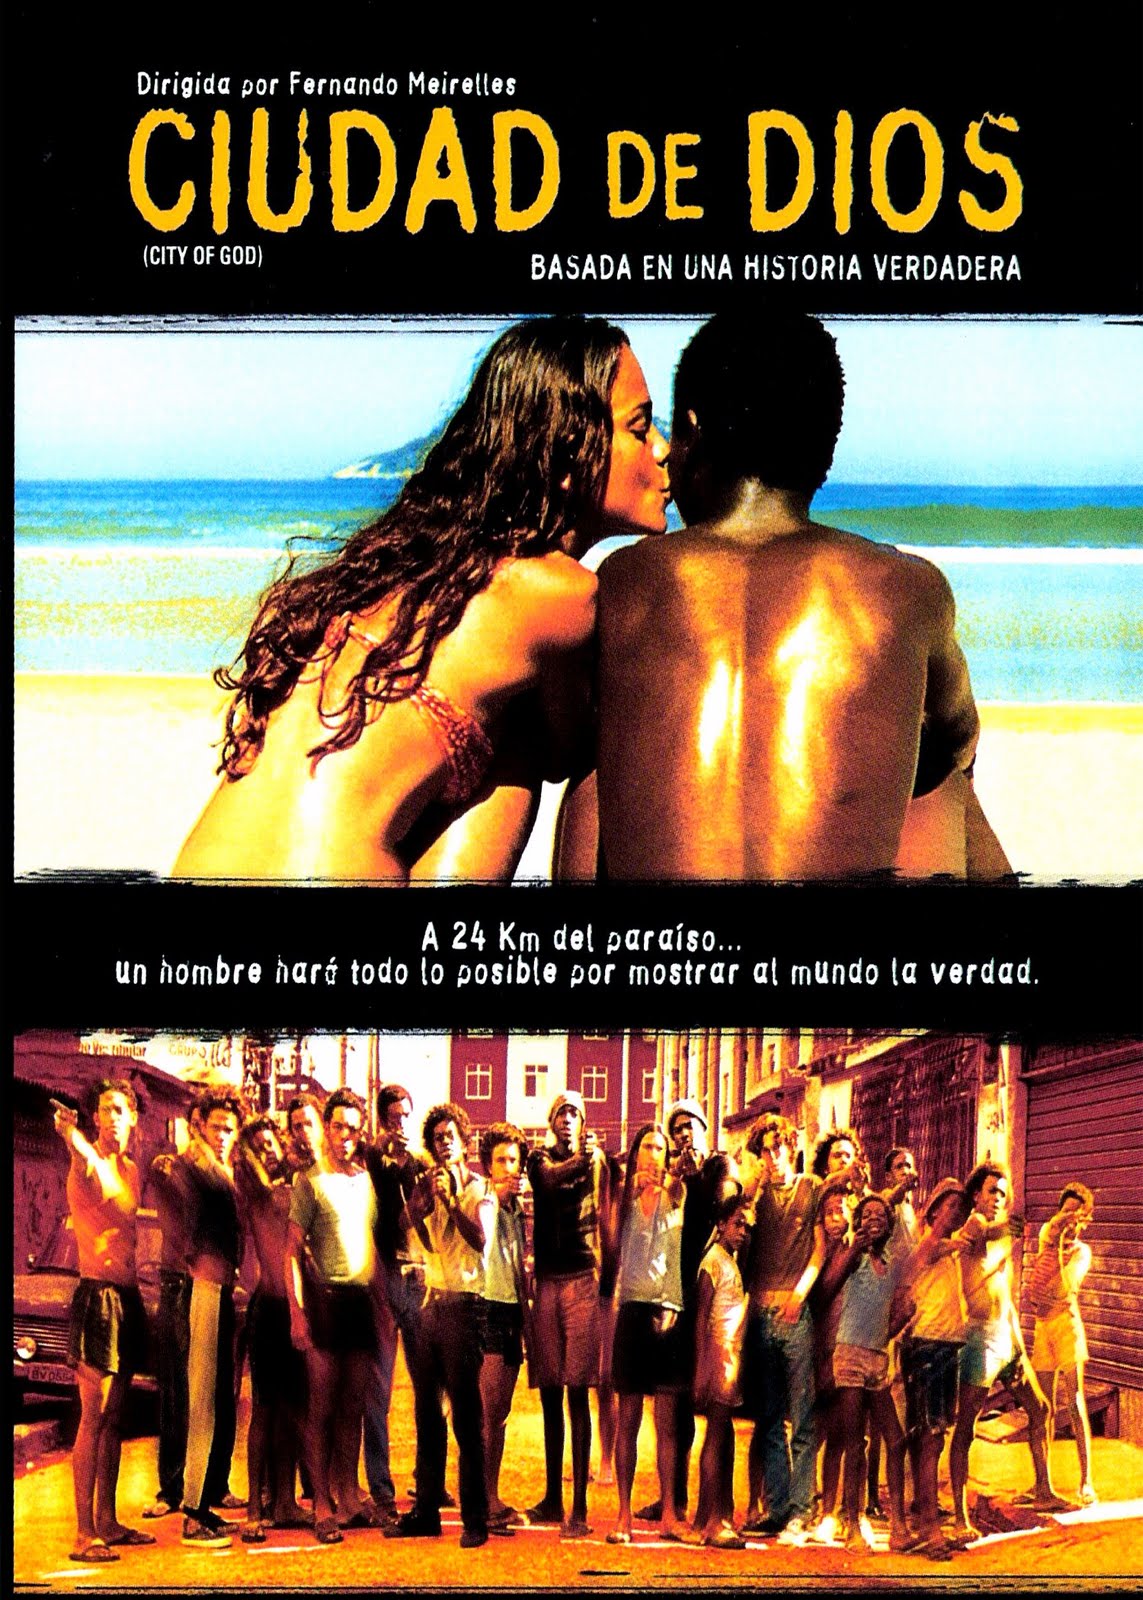 Dirigida por Fernando Meirelles
CIUDAD DE DIOS
(CITY OF GOD)
BASADA EN UNA HISTORIA VERDADERA
A 24 Km del paraíso...
un hombre hará todo lo posible por mostrar al mundo la verdad.